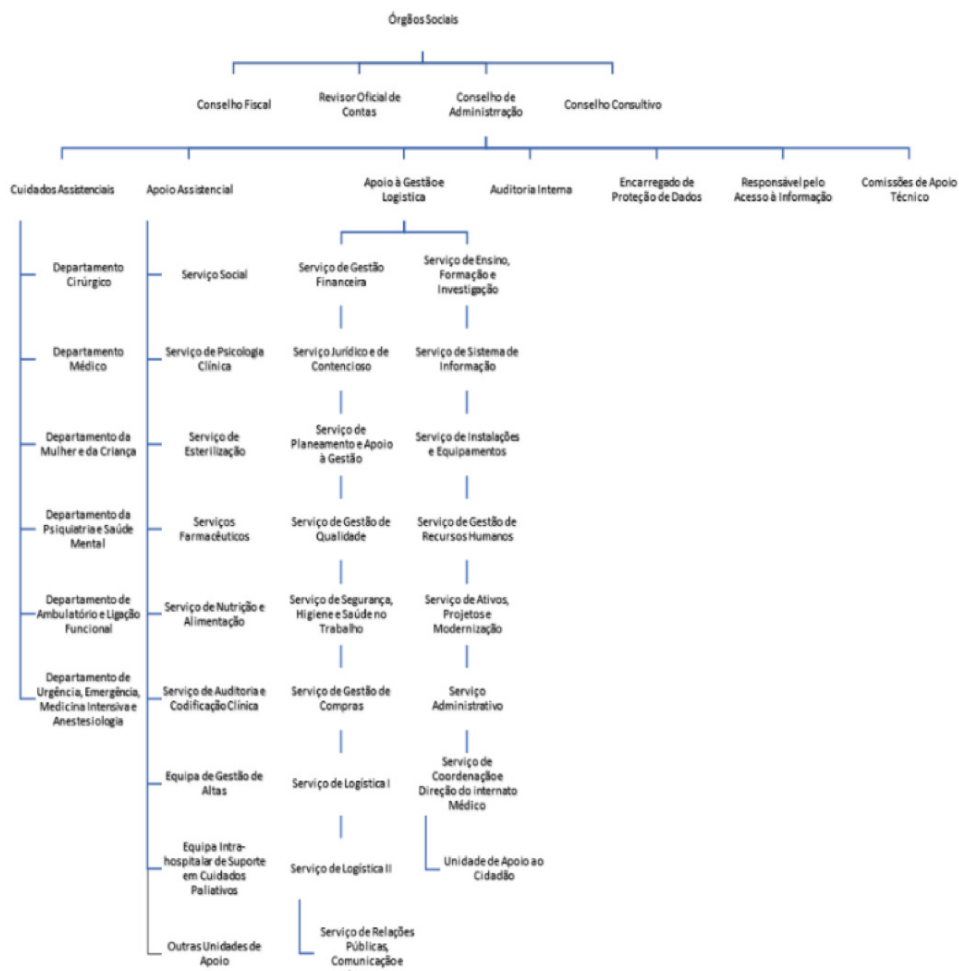 Órgãos Sociais
Conselho Fiscal
Revisor Oficial de
Contas
Conselho de
Administrração
Conselho Consultivo
Cuidados Assistenciais
Apoio Assistencial
Apoio à Gestão e
Logística
Auditoria Interna
Encarregado de
Proteção de Dados
Responsável pelo
Acesso à Informação
Comissões de Apoio
Técnico
Departamento
Cirúrgico
Departamento
Médico
Departamento da
Mulher e da Criança
Departamento da
Psiquiatria e Saúde
Mental
Departamento de
Ambulatório e Ligação
Funcional
Departamento de
Urgência, Emergência,
Medicina Intensiva e
Anestesiologia
Serviço Social
Serviço de Psicologia
Clínica
Serviço de
Esterilização
Serviços
Farmacêuticos
Serviço de Nutrição e
Alimentação
Serviço de Auditoria e
Codificação Clínica
Equipa de Gestão de
Altas
Equipa Intra-
hospitalar de Suporte
em Cuidados
Paliativos
Outras Unidades de
Apoio
Serviço de Gestão
Financeira
Serviço Jurídico e de
Contencioso
Serviço de
Planeamento e Apoio
à Gestão
Serviço de Gestão de
Qualidade
Serviço de Segurança,
Higiene e Saúde no
Trabalho
Serviço de Gestão de
Compras
Serviço de Logística I
Serviço de Logística II
Serviço de Relações
Públicas,
Comunicação e
Serviço de Ensino,
Formação e
Investigação
Serviço de Sistema de
Informação
Serviço de Instalações
e Equipamentos
Serviço de Gestão de
Recursos Humanos
Serviço de Ativos,
Projetos e
Modernização
Serviço
Administrativo
Serviço de
Coordenação e
Direção do internato
Médico
Unidade de Apoio ao
Cidadão